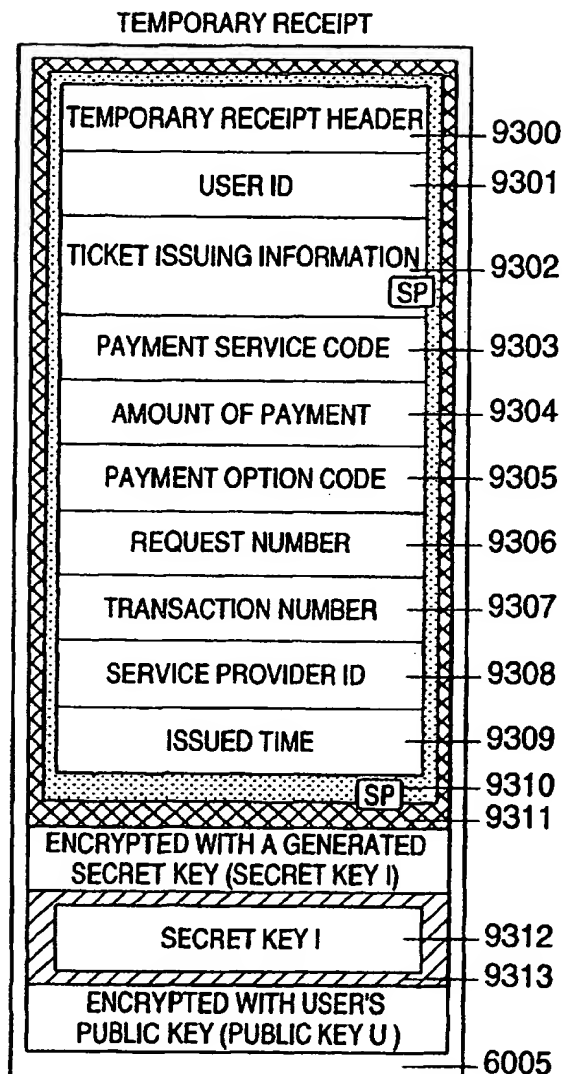 TEMPORARY RECEIPT
TEMPORARY RECEIPT HEADER 9300
USER ID 9301
TICKET ISSUING INFORMATION 9302
SP
PAYMENT SERVICE CODE 9303
AMOUNT OF PAYMENT 9304
PAYMENT OPTION CODE 9305
REQUEST NUMBER 9306
TRANSACTION NUMBER 9307
SERVICE PROVIDER ID 9308
ISSUED TIME 9309
SP 9310
9311
ENCRYPTED WITH A GENERATED
SECRET KEY (SECRET KEY I)
SECRET KEY I 9312
9313
ENCRYPTED WITH USER'S
PUBLIC KEY (PUBLIC KEY U )
6005